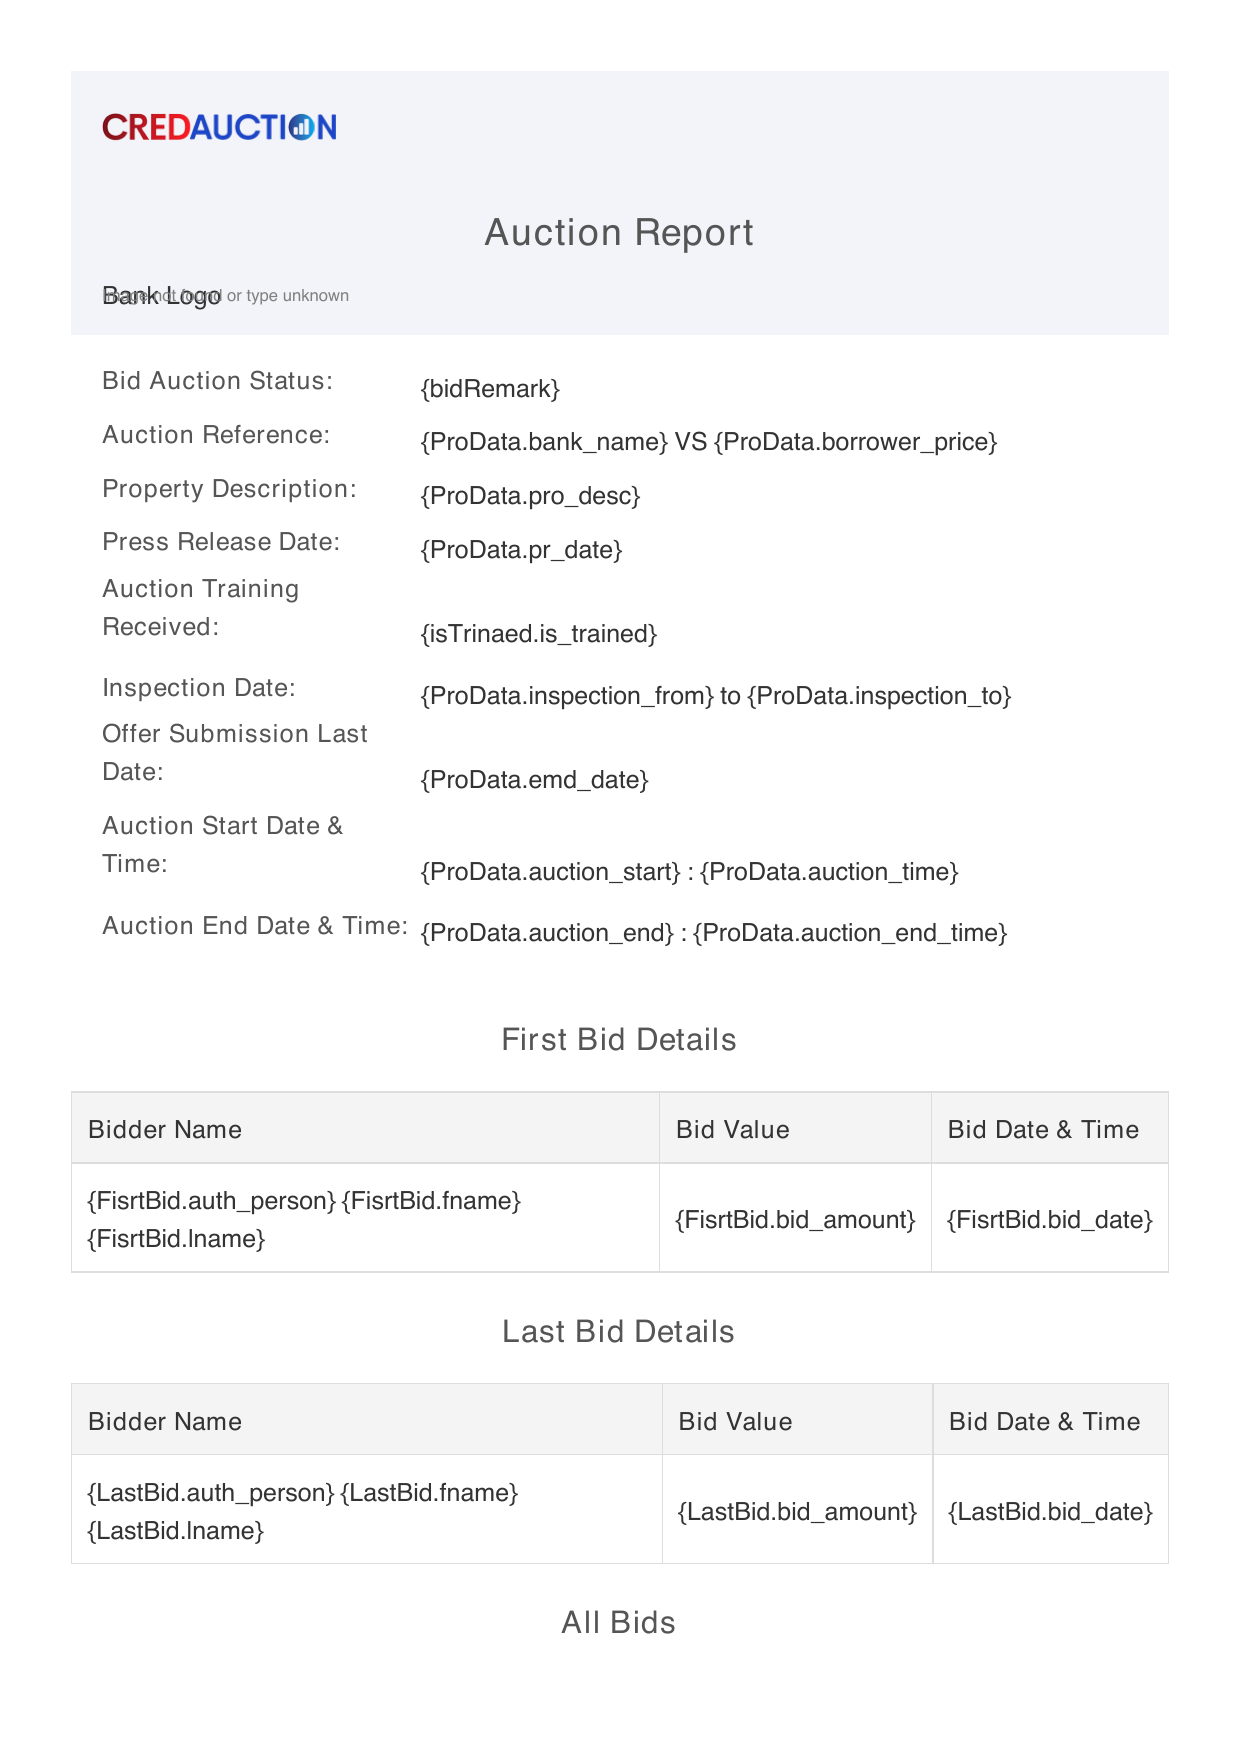 CREDAUCTION
Auction Report
Bank Logo
Image not found or type unknown
Bid Auction Status:
{bidRemark}
Auction Reference:
{ProData.bank_name} VS {ProData.borrower_price}
Property Description:
{ProData.pro_desc}
Press Release Date:
{ProData.pr_date}
Auction Training
Received:
{isTrinaed.is_trained}
Inspection Date:
{ProData.inspection_from} to {ProData.inspection_to}
Offer Submission Last
Date:
{ProData.emd_date}
Auction Start Date &
Time:
{ProData.auction_start} : {ProData.auction_time}
Auction End Date & Time:
{ProData.auction_end} : {ProData.auction_end_time}
First Bid Details
Bidder Name
Bid Value
Bid Date & Time
{FisrtBid.auth_person} {FisrtBid.fname}
{FisrtBid.lname}
{FisrtBid.bid_amount}
{FisrtBid.bid_date}
Last Bid Details
Bidder Name
Bid Value
Bid Date & Time
{LastBid.auth_person} {LastBid.fname}
{LastBid.lname}
{LastBid.bid_amount}
{LastBid.bid_date}
All Bids